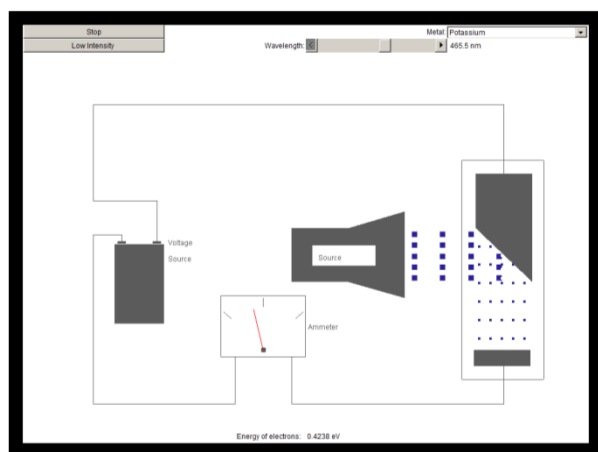 Stop
Metal: Potassium
Low Intensity
Wavelength: 465.5 nm
Voltage
Source
Source
Ammeter
Energy of electrons: 0.4238 eV